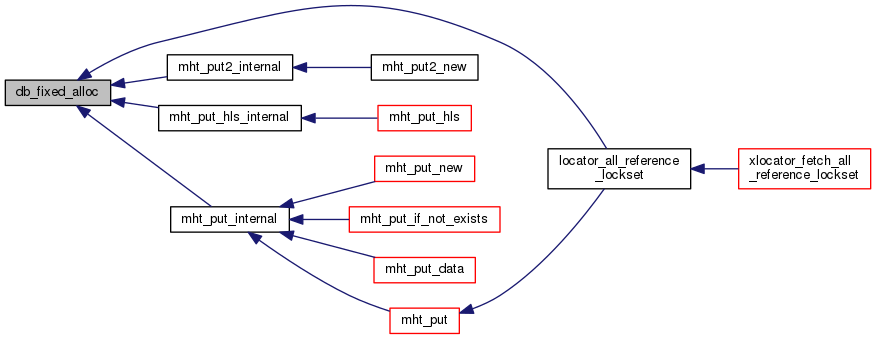 db_fixed_alloc
mht_put2_internal
mht_put2_new
mht_put_hls_internal
mht_put_hls
mht_put_new
locator_all_reference
_lockset
xlocator_fetch_all
_reference_lockset
mht_put_internal
mht_put_if_not_exists
mht_put_data
mht_put